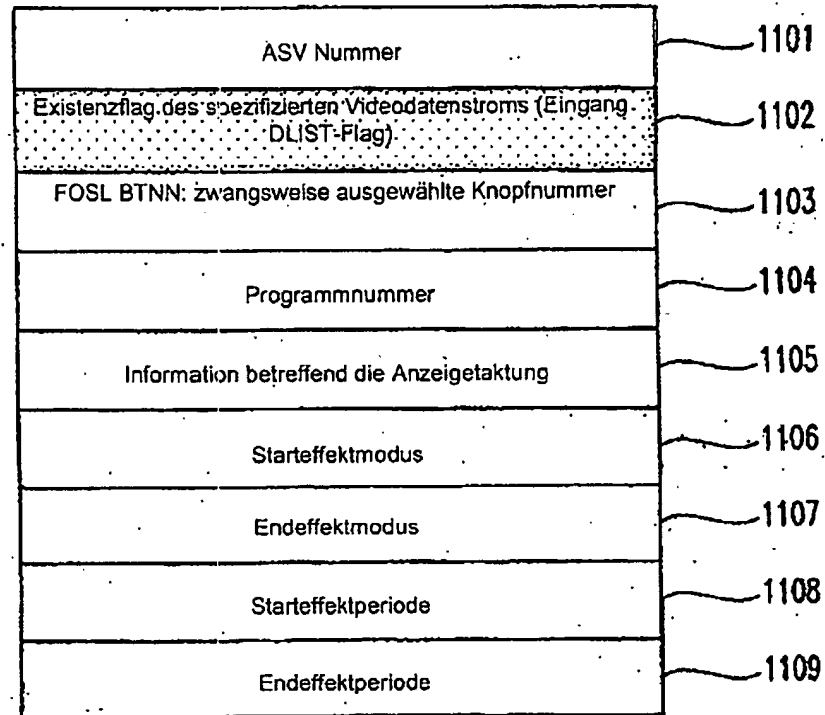 ASV Nummer
1101
Existenzflag des spezifizierten Videodatenstroms (Eingang
DLIST-Flag)
1102
FOSL BTNN: zwangsweise ausgewählte Knopfnummer
1103
Programmnummer
1104
Information betreffend die Anzeigetaktung
1105
Starteffektmodus
1106
Endeffektmodus
1107
Starteffektperiode
1108
Endeffektperiode
1109